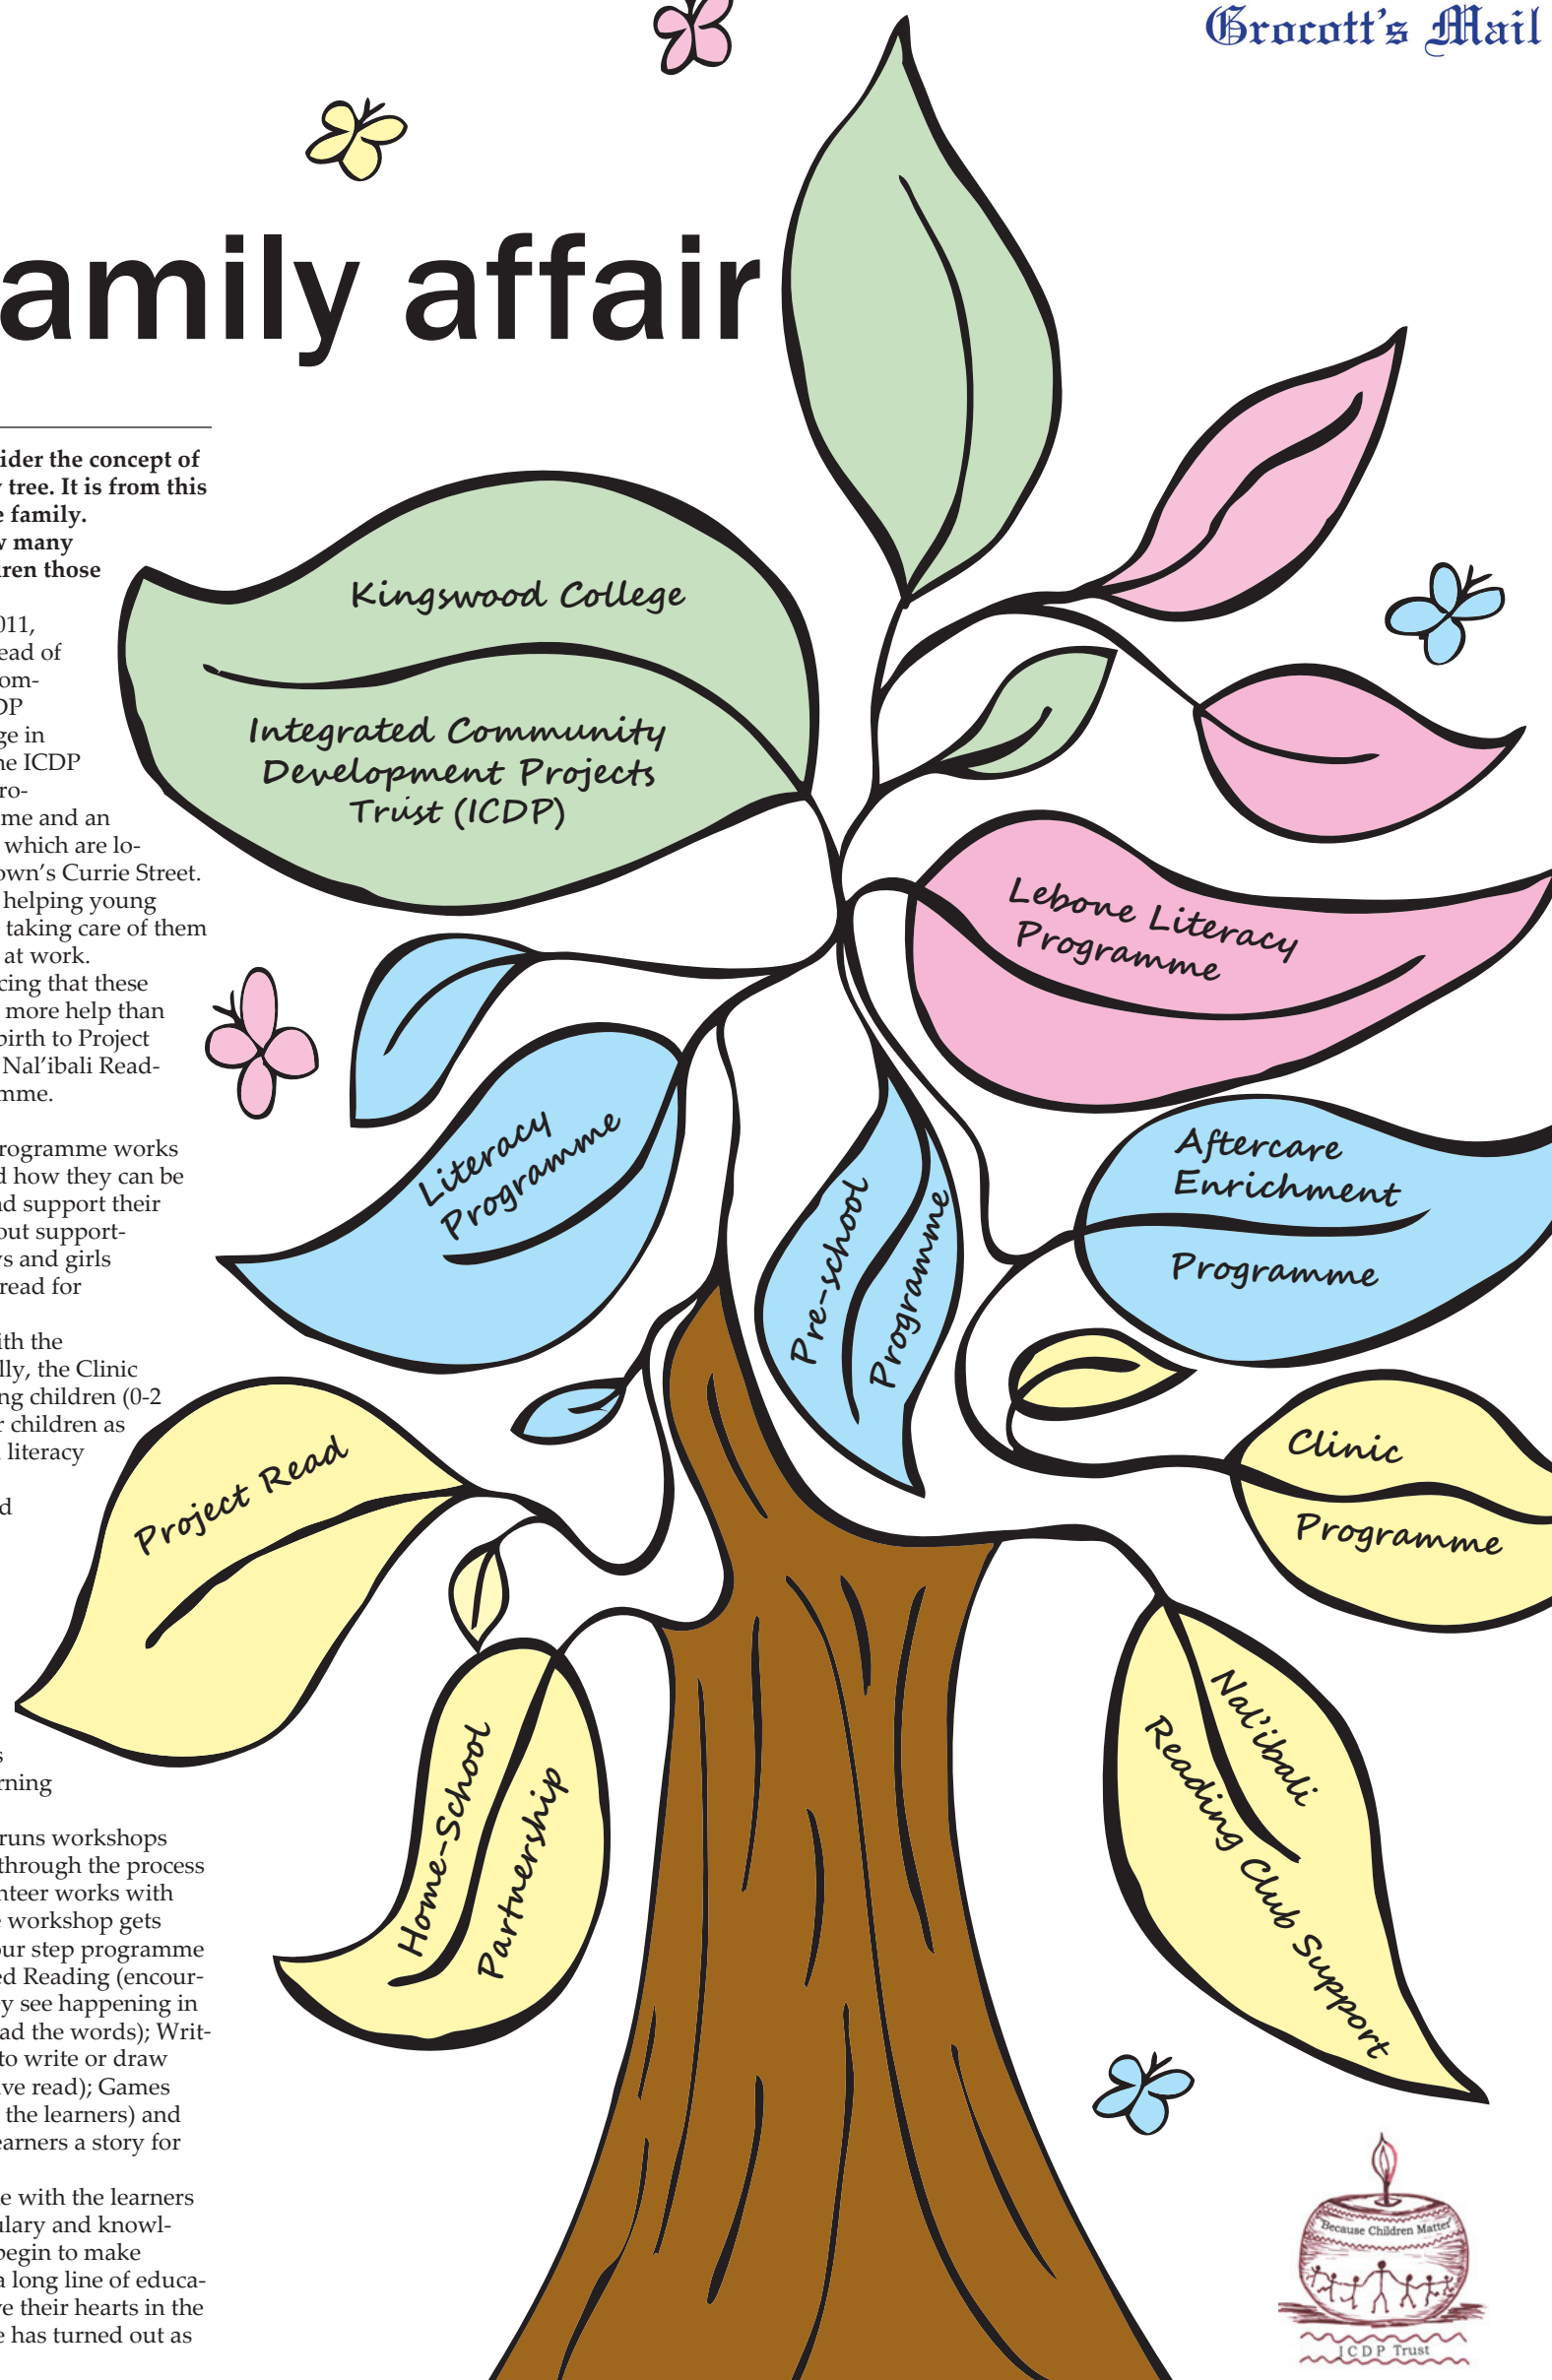 Grocott's Mail
amily affair
ider the concept of
tree. It is from this
family.
many
ren those
011,
ead of
om-
DP
ge in
ne ICDP
ro-
me and an
which are lo-
own's Currie Street.
helping young
taking care of them
at work.
cing that these
more help than
birth to Project
Nal'ibali Read-
mme.
rogramme works
d how they can be
nd support their
out support-
s and girls
read for
ith the
lly, the Clinic
ng children (0-2
r children as
literacy
d
s
rning
runs workshops
through the process
nteer works with
workshop gets
our step programme
ed Reading (encour-
y see happening in
ad the words); Writ-
to write or draw
ve read); Games
the learners) and
earners a story for
e with the learners
ulary and knowl-
begin to make
a long line of educa-
ve their hearts in the
e has turned out as
Kingswood College
Integrated Community
Development Projects
Trust (ICDP)
Lebone Literacy
Programme
Literacy
Programme
Pre-school
Programme
Aftercare
Enrichment
Programme
Project Read
Clinic
Programme
Home-School
Partnership
Nal'ibali
Reading Club Support
"Because Children Matter"
ICDP Trust